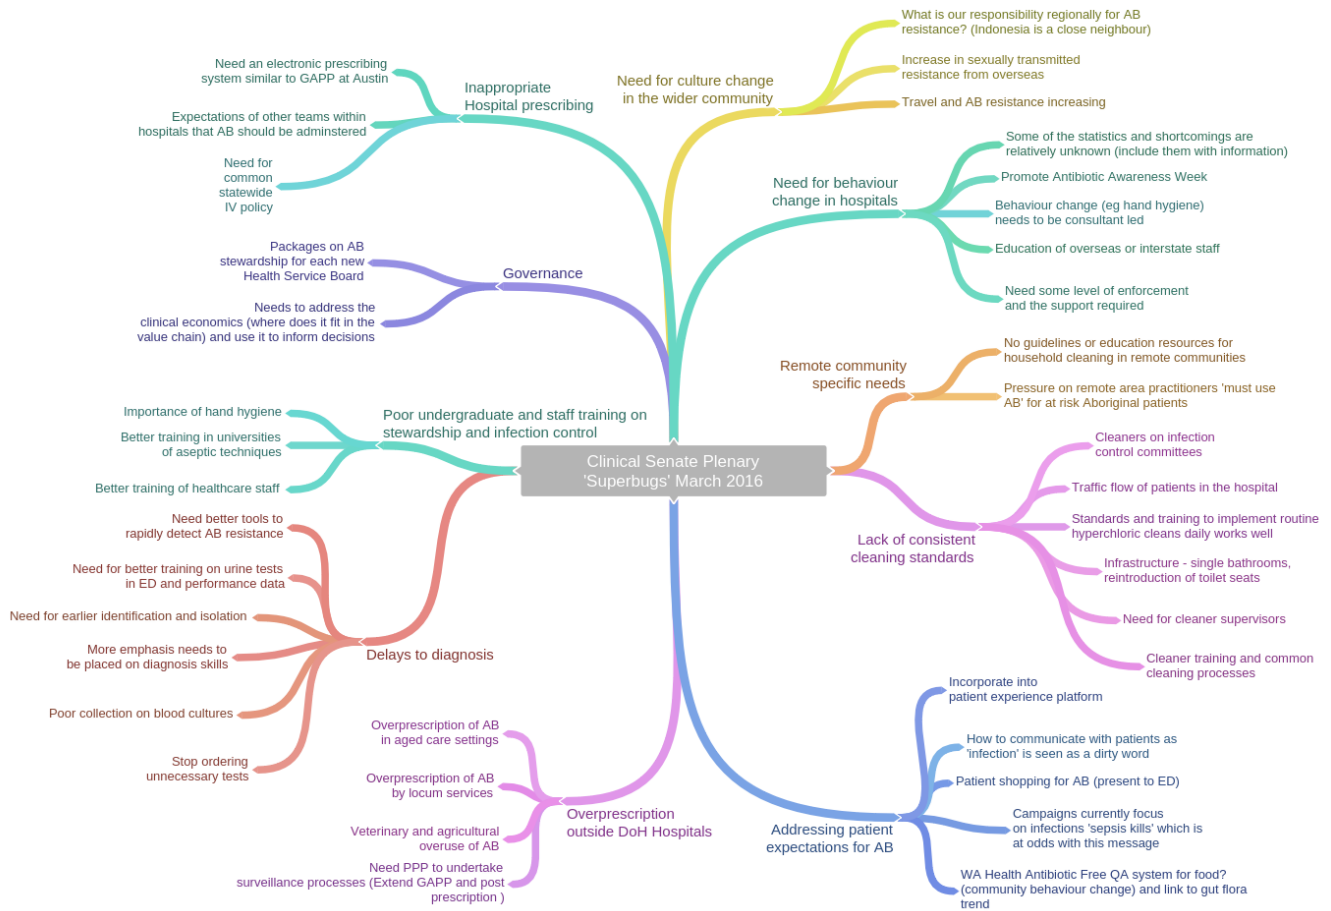 Clinical Senate Plenary
'Superbugs' March 2016
Need for culture change
in the wider community
What is our responsibility regionally for AB
resistance? (Indonesia is a close neighbour)
Increase in sexually transmitted
resistance from overseas
Travel and AB resistance increasing
Need for behaviour
change in hospitals
Some of the statistics and shortcomings are
relatively unknown (include them with information)
Promote Antibiotic Awareness Week
Behaviour change (eg hand hygiene)
needs to be consultant led
Education of overseas or interstate staff
Need some level of enforcement
and the support required
Remote community
specific needs
No guidelines or education resources for
household cleaning in remote communities
Pressure on remote area practitioners 'must use
AB' for at risk Aboriginal patients
Lack of consistent
cleaning standards
Cleaners on infection
control committees
Traffic flow of patients in the hospital
Standards and training to implement routine
hyperchloric cleans daily works well
Infrastructure - single bathrooms,
reintroduction of toilet seats
Need for cleaner supervisors
Cleaner training and common
cleaning processes
Addressing patient
expectations for AB
Incorporate into
patient experience platform
How to communicate with patients as
'infection' is seen as a dirty word
Patient shopping for AB (present to ED)
Campaigns currently focus
on infections 'sepsis kills' which is
at odds with this message
WA Health Antibiotic Free QA system for food?
(community behaviour change) and link to gut flora
trend
Inappropriate
Hospital prescribing
Need an electronic prescribing
system similar to GAPP at Austin
Expectations of other teams within
hospitals that AB should be adminstered
Need for
common
statewide
IV policy
Governance
Packages on AB
stewardship for each new
Health Service Board
Needs to address the
clinical economics (where does it fit in the
value chain) and use it to inform decisions
Poor undergraduate and staff training on
stewardship and infection control
Importance of hand hygiene
Better training in universities
of aseptic techniques
Better training of healthcare staff
Delays to diagnosis
Need better tools to
rapidly detect AB resistance
Need for better training on urine tests
in ED and performance data
Need for earlier identification and isolation
More emphasis needs to
be placed on diagnosis skills
Poor collection on blood cultures
Stop ordering
unnecessary tests
Overprescription
outside DoH Hospitals
Overprescription of AB
in aged care settings
Overprescription of AB
by locum services
Veterinary and agricultural
overuse of AB
Need PPP to undertake
surveillance processes (Extend GAPP and post
prescription )